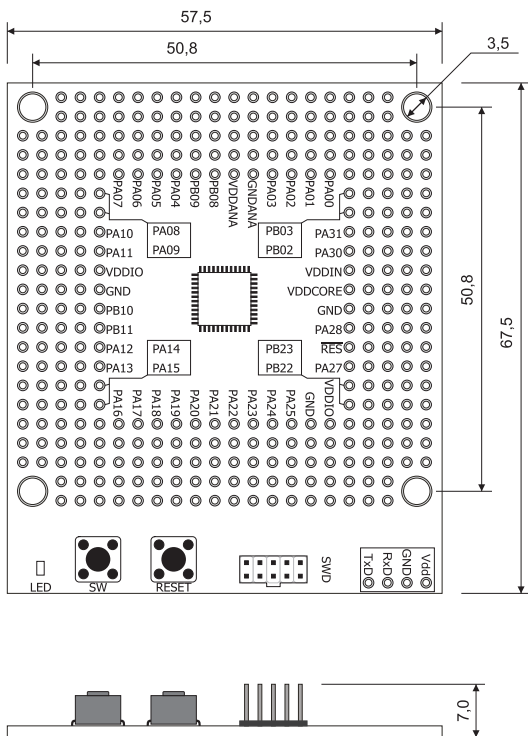 57,5
50,8
3,5
PA07 PA06 PA05 PA04 PB09 PB08 VDDANA GNDANA PA03 PA02 PA01 PA00
PA10 PA08 PB03 PA31
PA11 PA09 PB02 PA30
VDDIO VDDIN
GND VDDCORE
PB10 GND
PB11 PA28
PA12 PA14 PB23 RES
PA13 PA15 PB22 PA27
PA16 PA17 PA18 PA19 PA20 PA21 PA22 PA23 PA24 PA25 GND VDDIO
50,8
67,5
LED SW RESET SWD TxD RxD GND Vdd
7,0